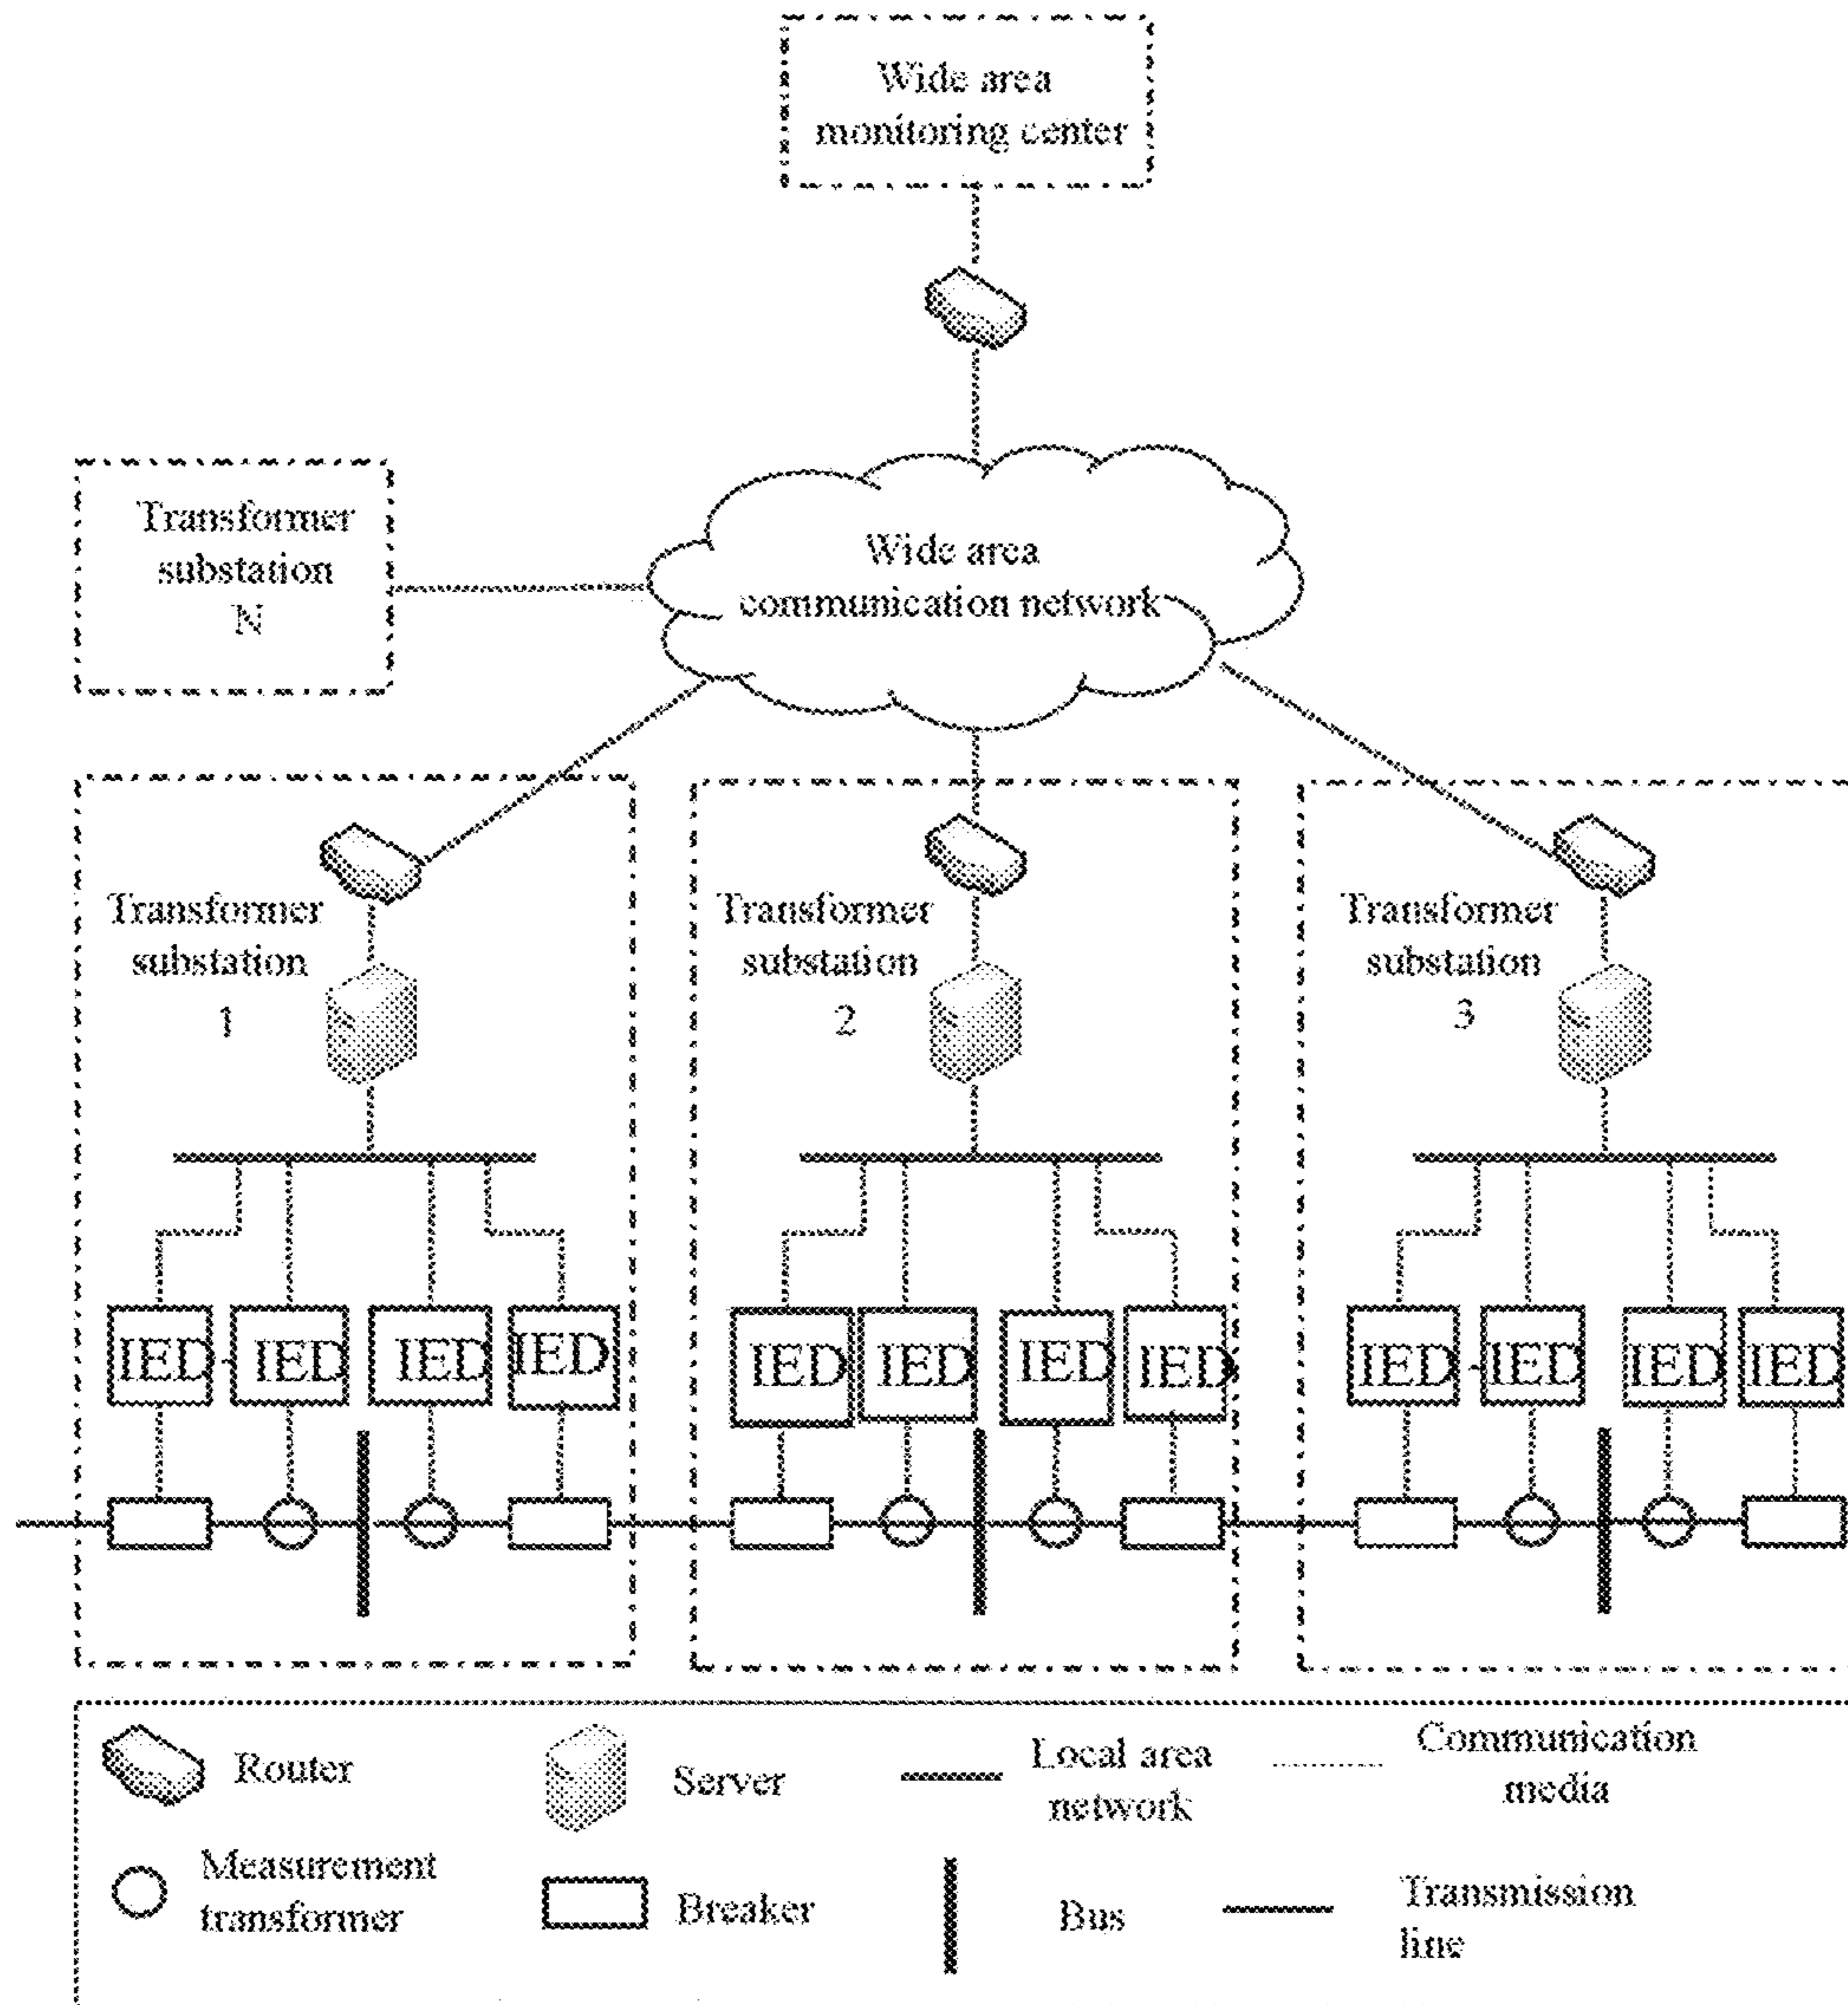 Wide area
monitoring center
Transformer
substation
N
Wide area
communication network
Transformer
substation
1
Transformer
substation
2
Transformer
substation
3
IED IED IED IED
IED IED IED IED
IED IED IED IED
Router
Server
Local area
network
Communication
media
Measurement
transformer
Breaker
Bus
Transmission
line